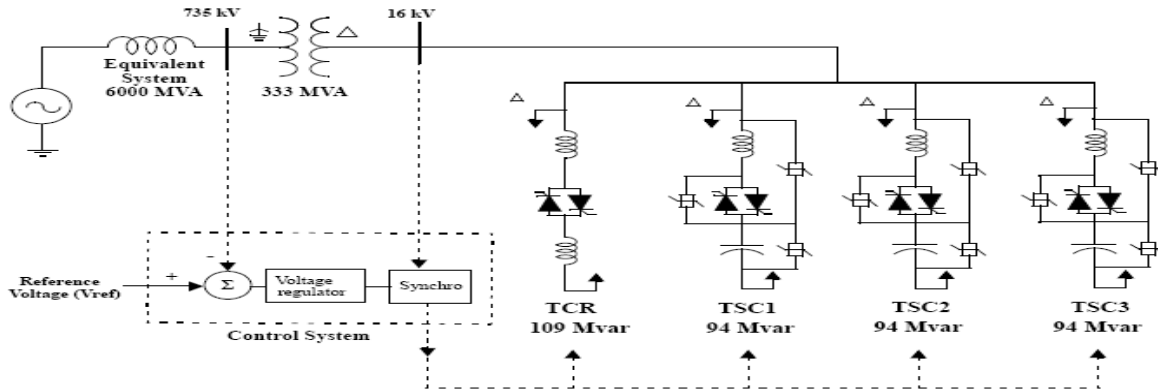 735 kV
16 kV
Equivalent
System
6000 MVA
333 MVA
Reference
Voltage (Vref)
+
-
Σ
Voltage
regulator
Synchro
Control System
TCR
109 Mvar
TSC1
94 Mvar
TSC2
94 Mvar
TSC3
94 Mvar